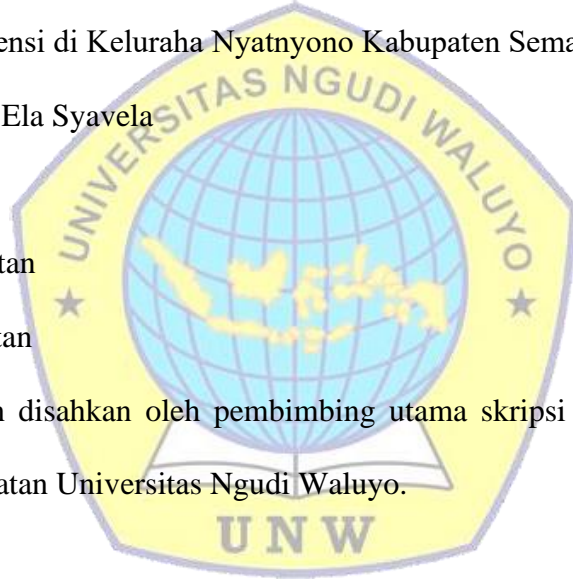 ensi di Keluraha Nyatnyono Kabupaten Sema
Ela Syavela
UNIVERSITAS NGUDI WALUYO
tan
tan
n disahkan oleh pembimbing utama skripsi
atan Universitas Ngudi Waluyo.
UNW